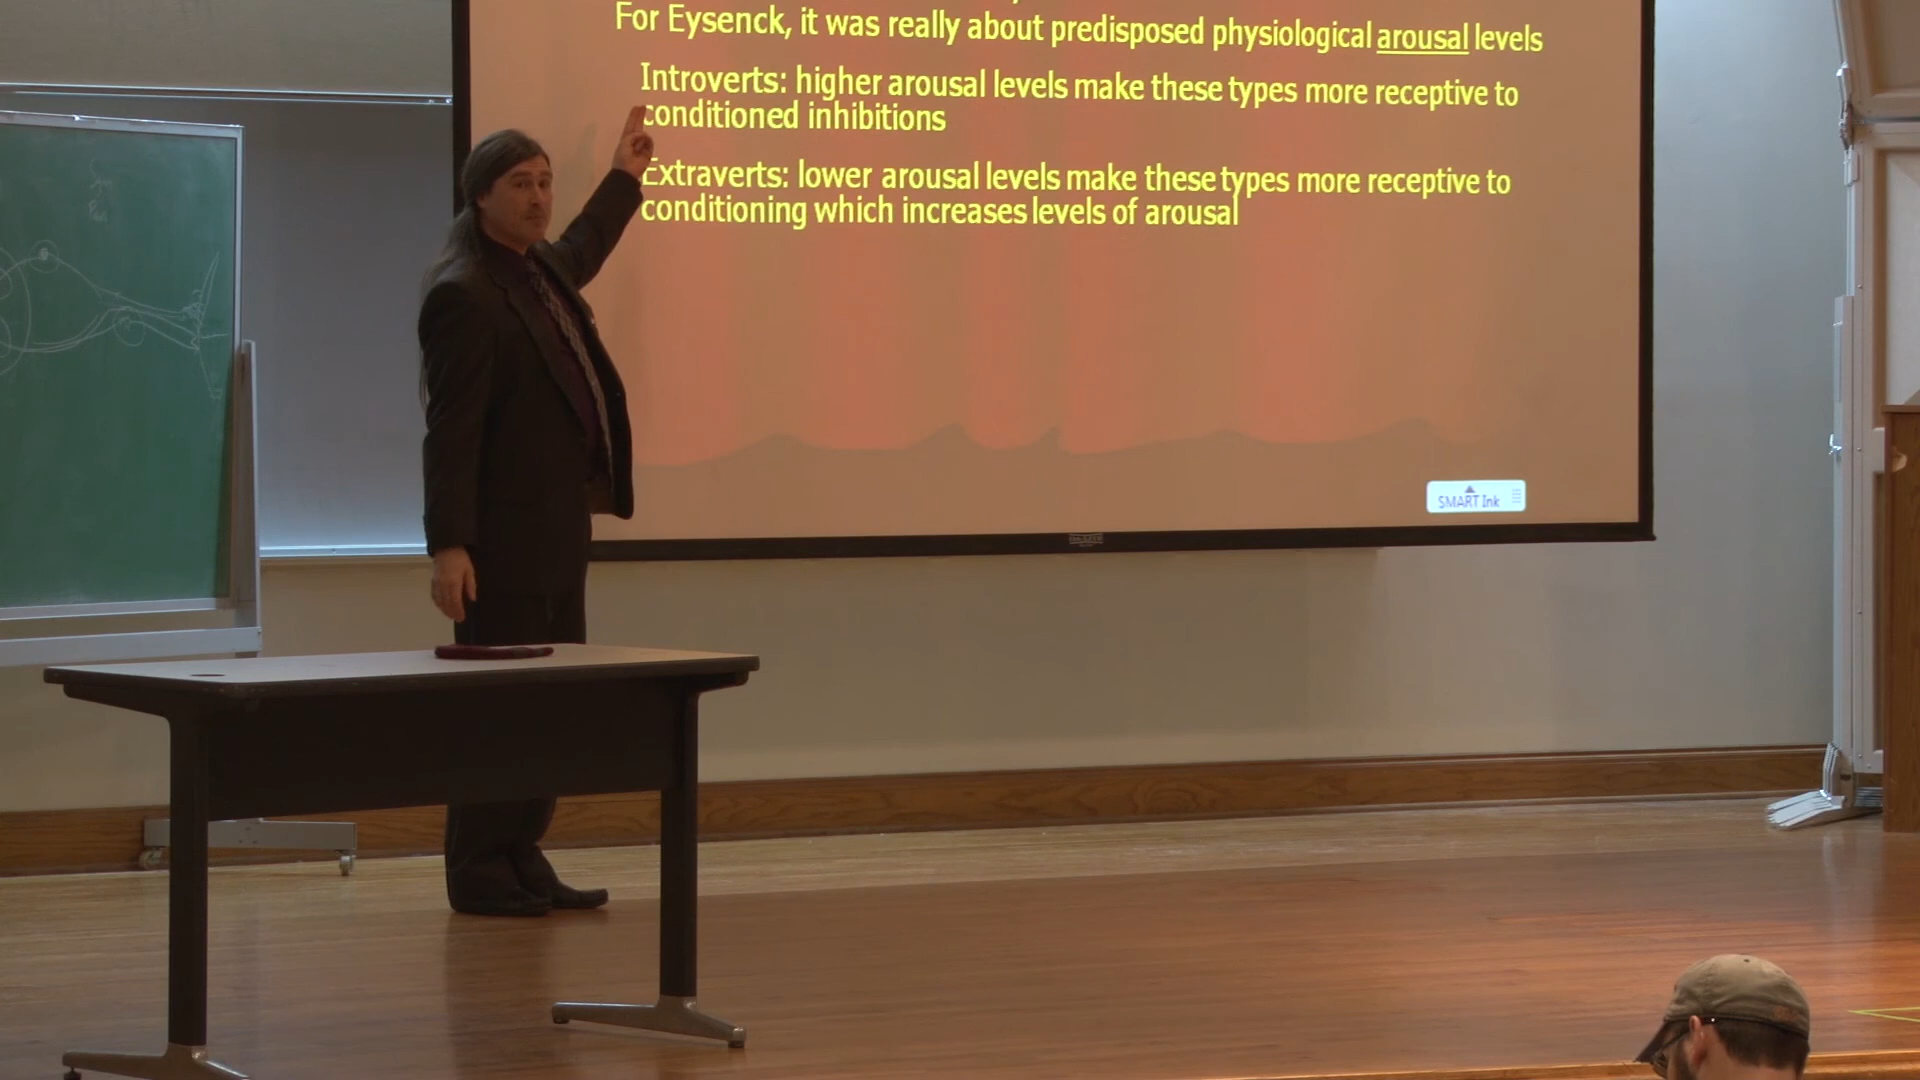 For Eysenck, it was really about predisposed physiological arousal levels
Introverts: higher arousal levels make these types more receptive to
conditioned inhibitions
Extraverts: lower arousal levels make these types more receptive to
conditioning which increases levels of arousal
SMART Ink